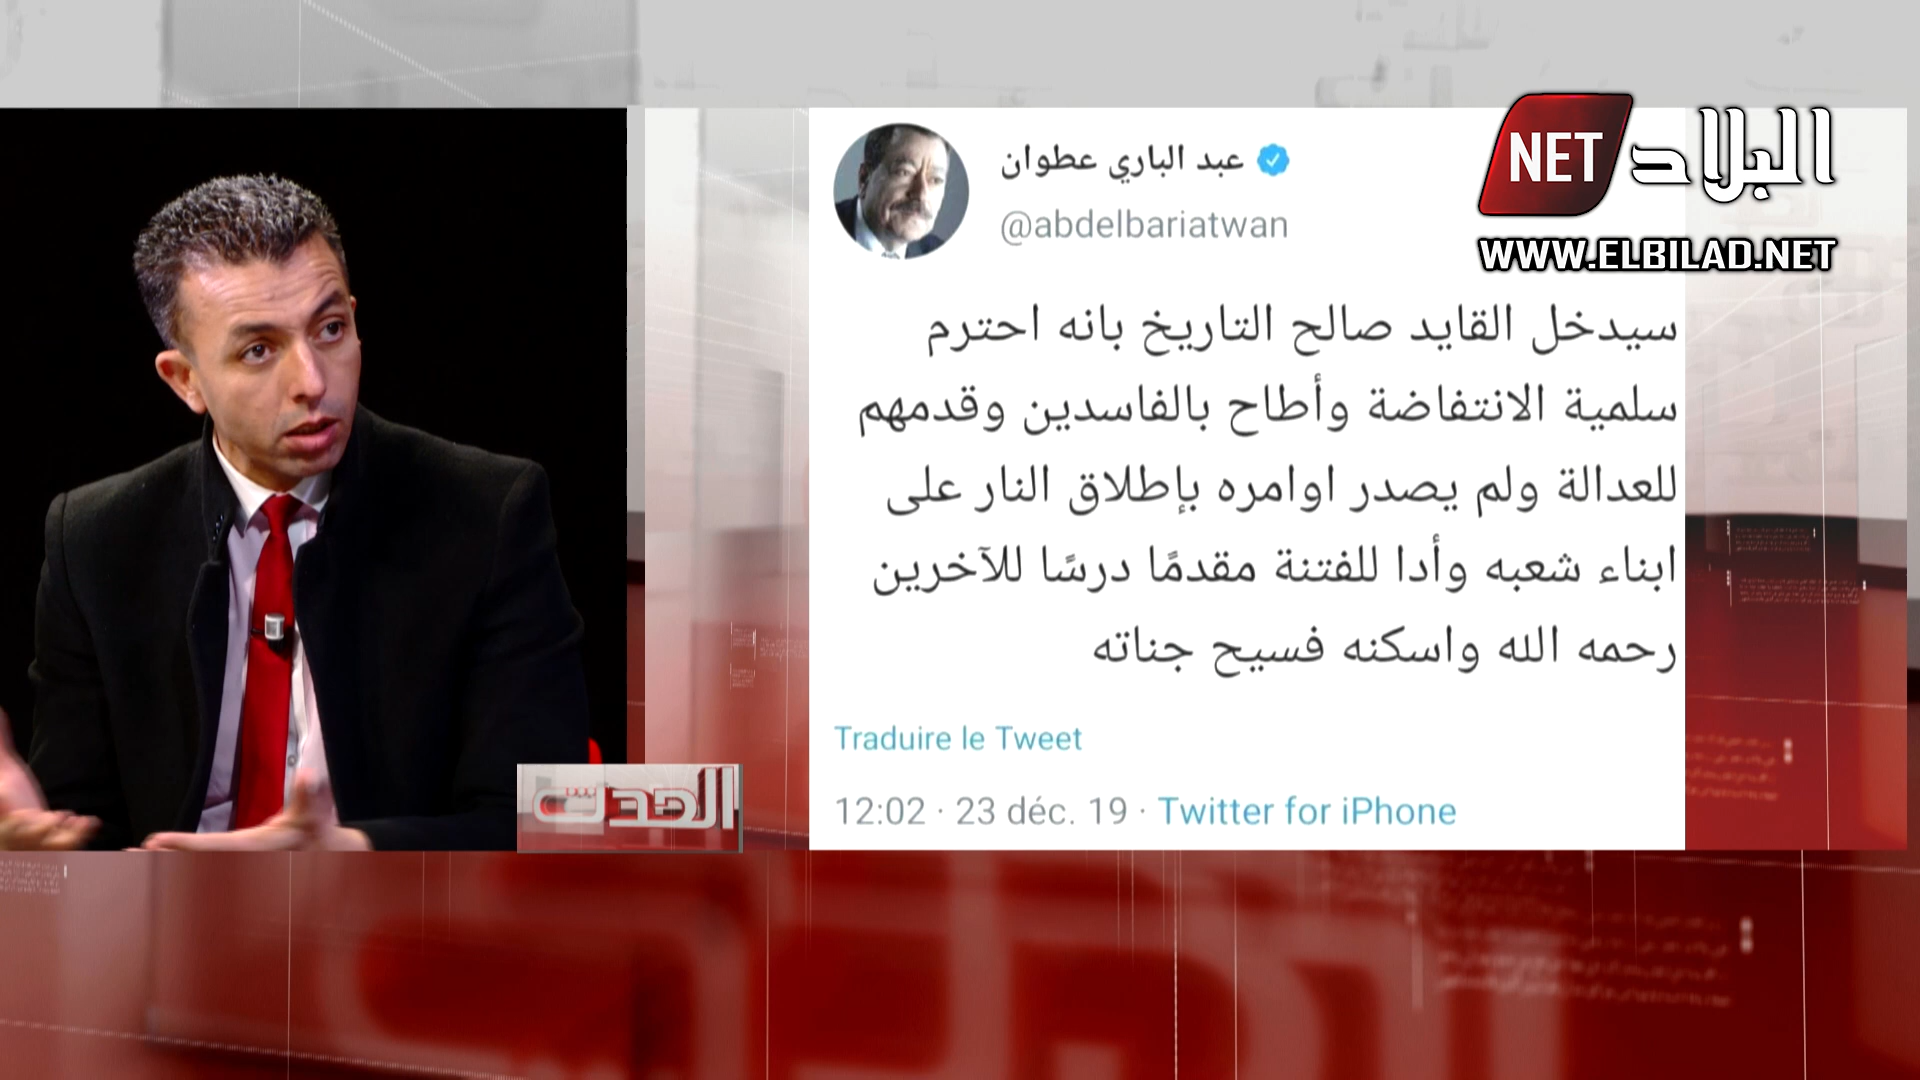 البلاد NET
WWW.ELBILAD.NET
عبد الباري عطوان
@abdelbariatwan
سيدخل القايد صالح التاريخ بانه احترم
سلمية الانتفاضة وأطاح بالفاسدين وقدمهم
للعدالة ولم يصدر اوامره بإطلاق النار على
ابناء شعبه وأدا للفتنة مقدمًا درسًا للآخرين
رحمه الله واسكنه فسيح جناته
Traduire le Tweet
12:02 · 23 déc. 19 · Twitter for iPhone
الحدث